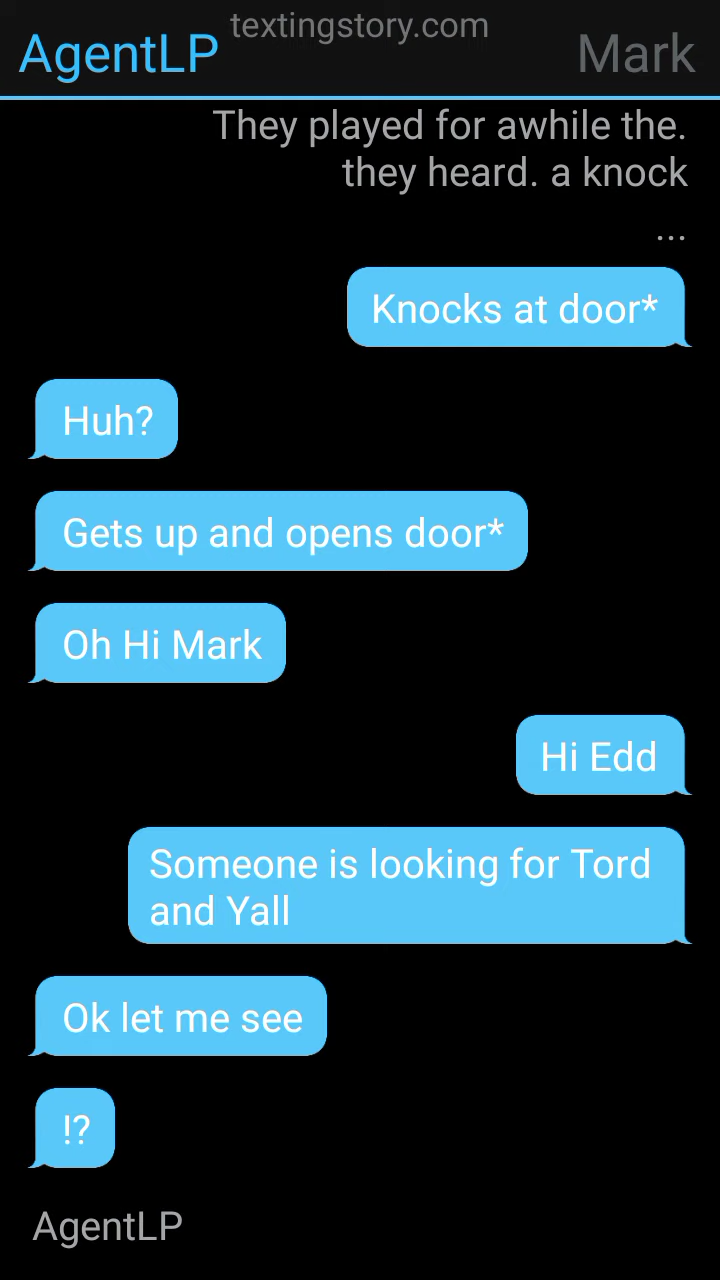 textingstory.com
AgentLP
Mark
They played for awhile the.
they heard. a knock
...
Knocks at door*
Huh?
Gets up and opens door*
Oh Hi Mark
Hi Edd
Someone is looking for Tord
and Yall
Ok let me see
!?
AgentLP